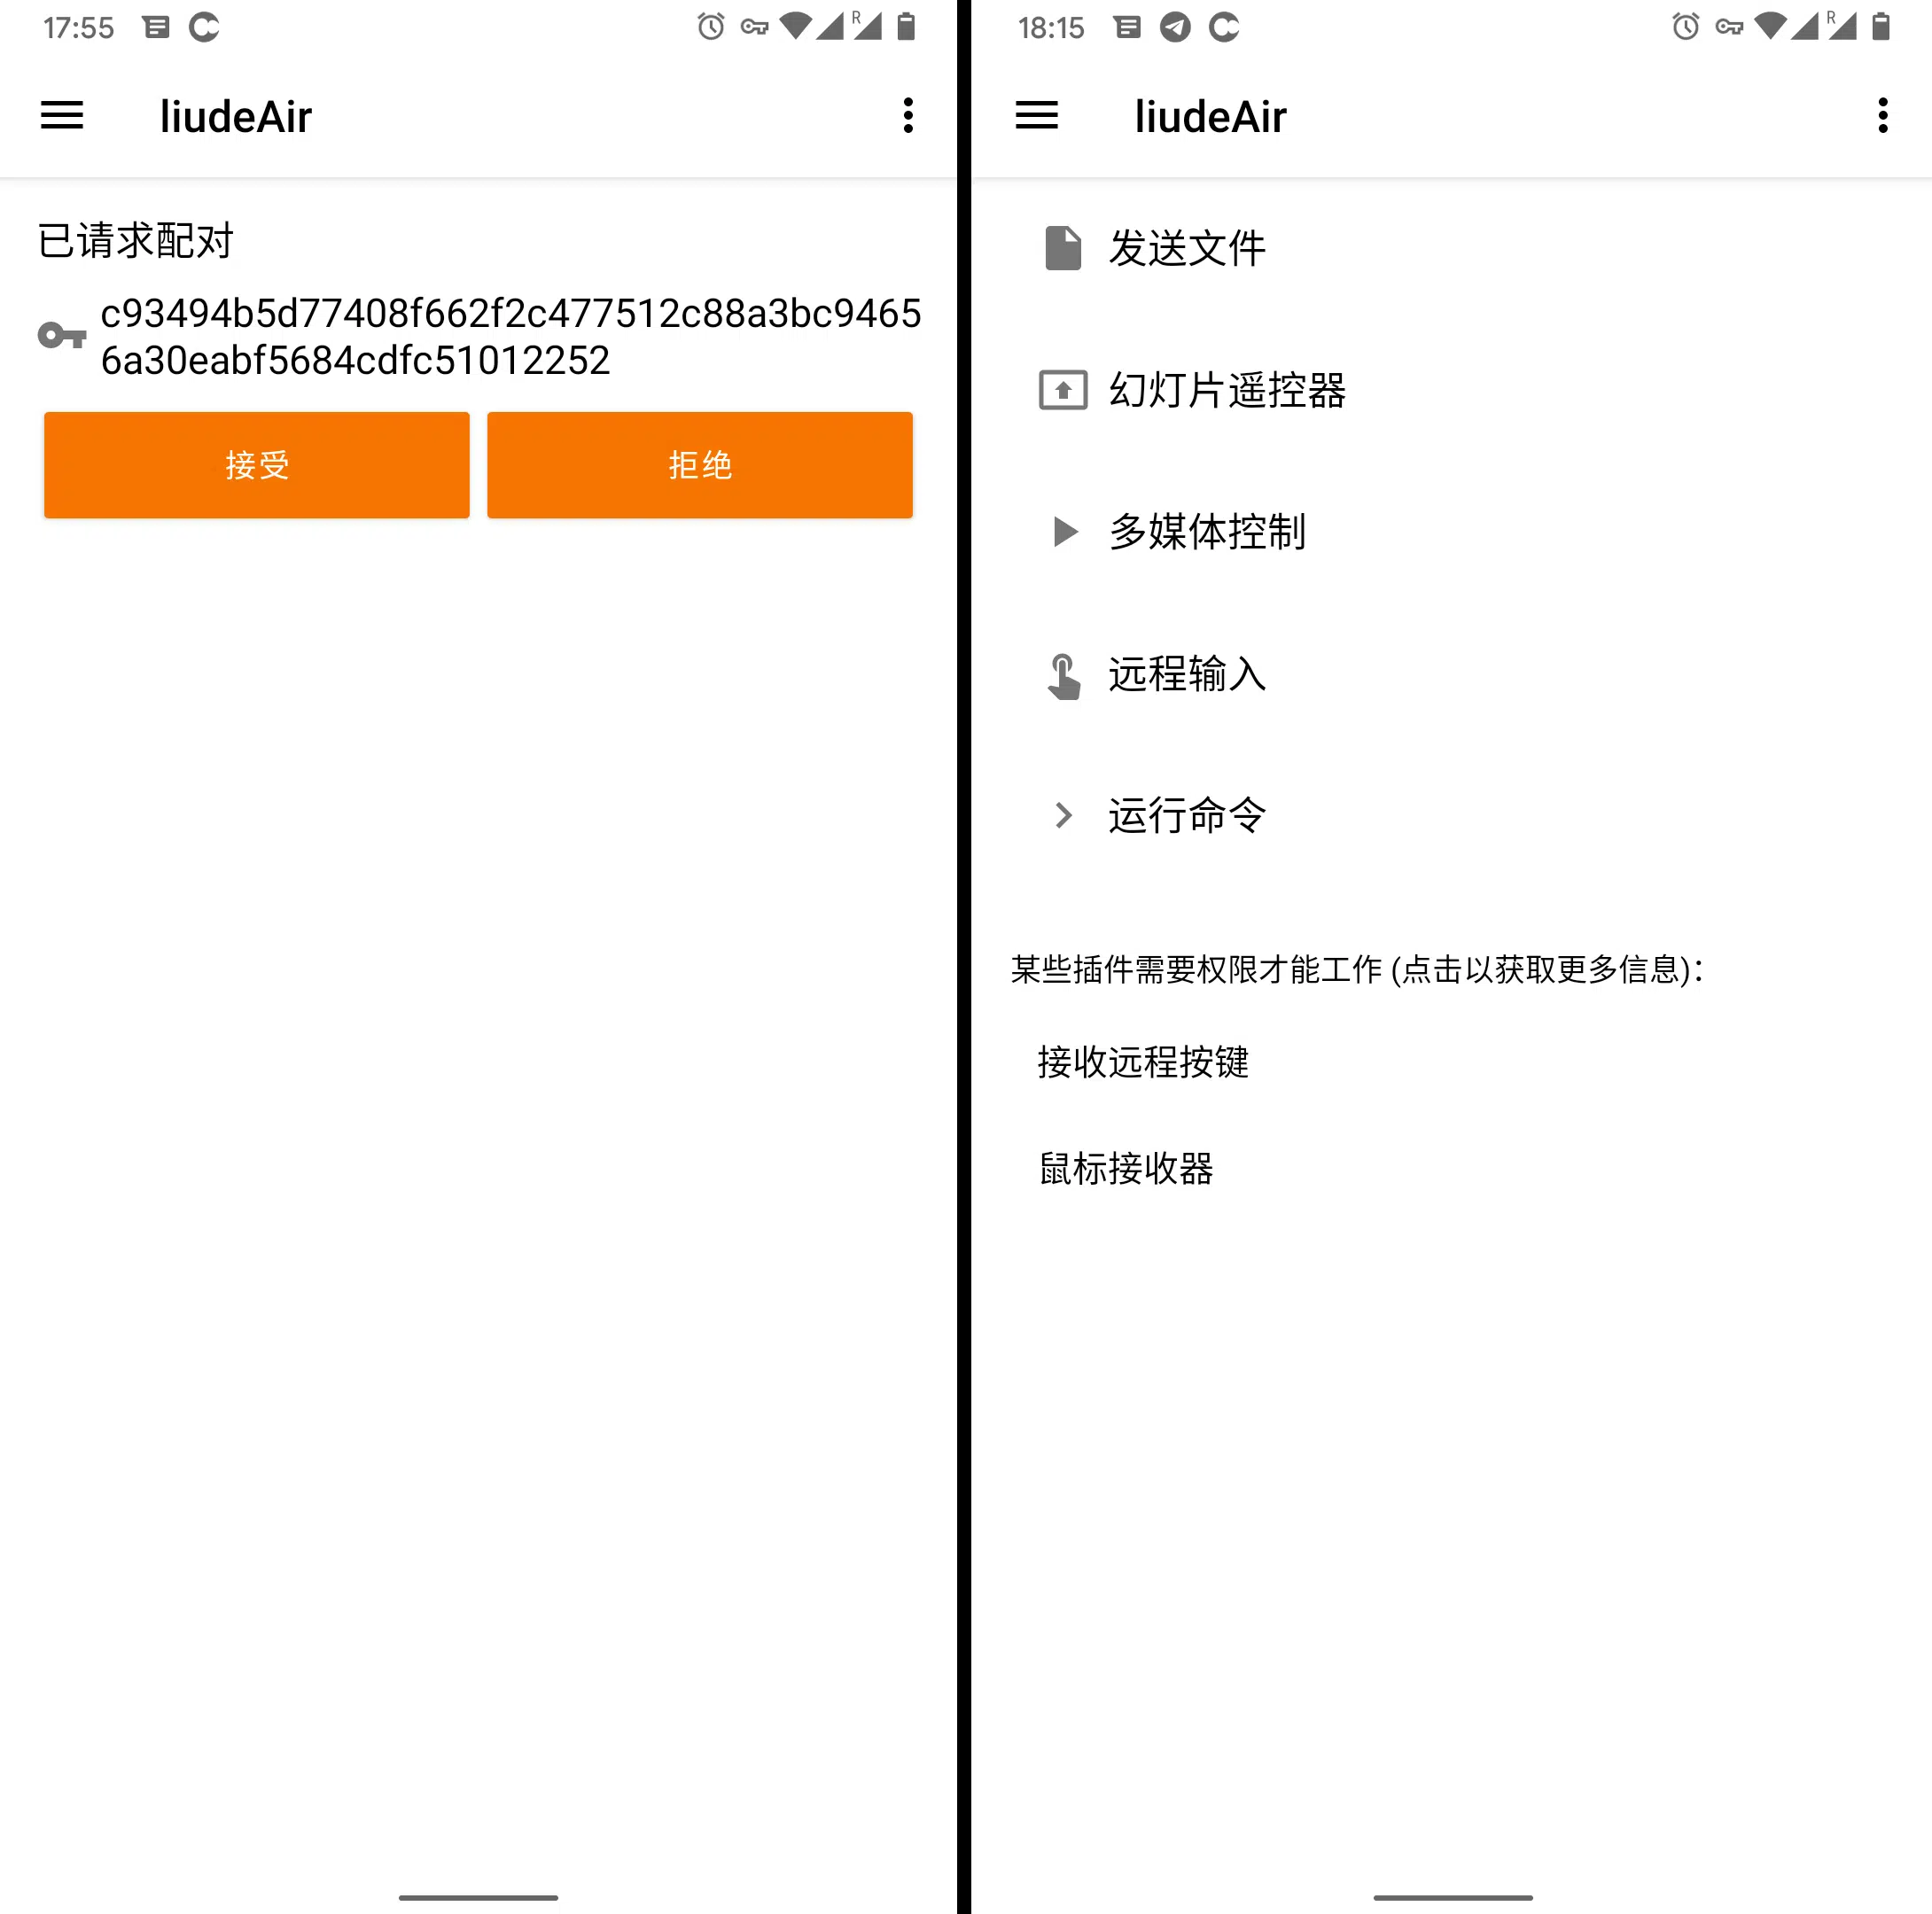 17:55
liudeAir
已请求配对
c93494b5d77408f662f2c477512c88a3bc9465
6a30eabf5684cdfc51012252
接受
拒绝
18:15
liudeAir
发送文件
幻灯片遥控器
多媒体控制
远程输入
运行命令
某些插件需要权限才能工作 (点击以获取更多信息)：
接收远程按键
鼠标接收器